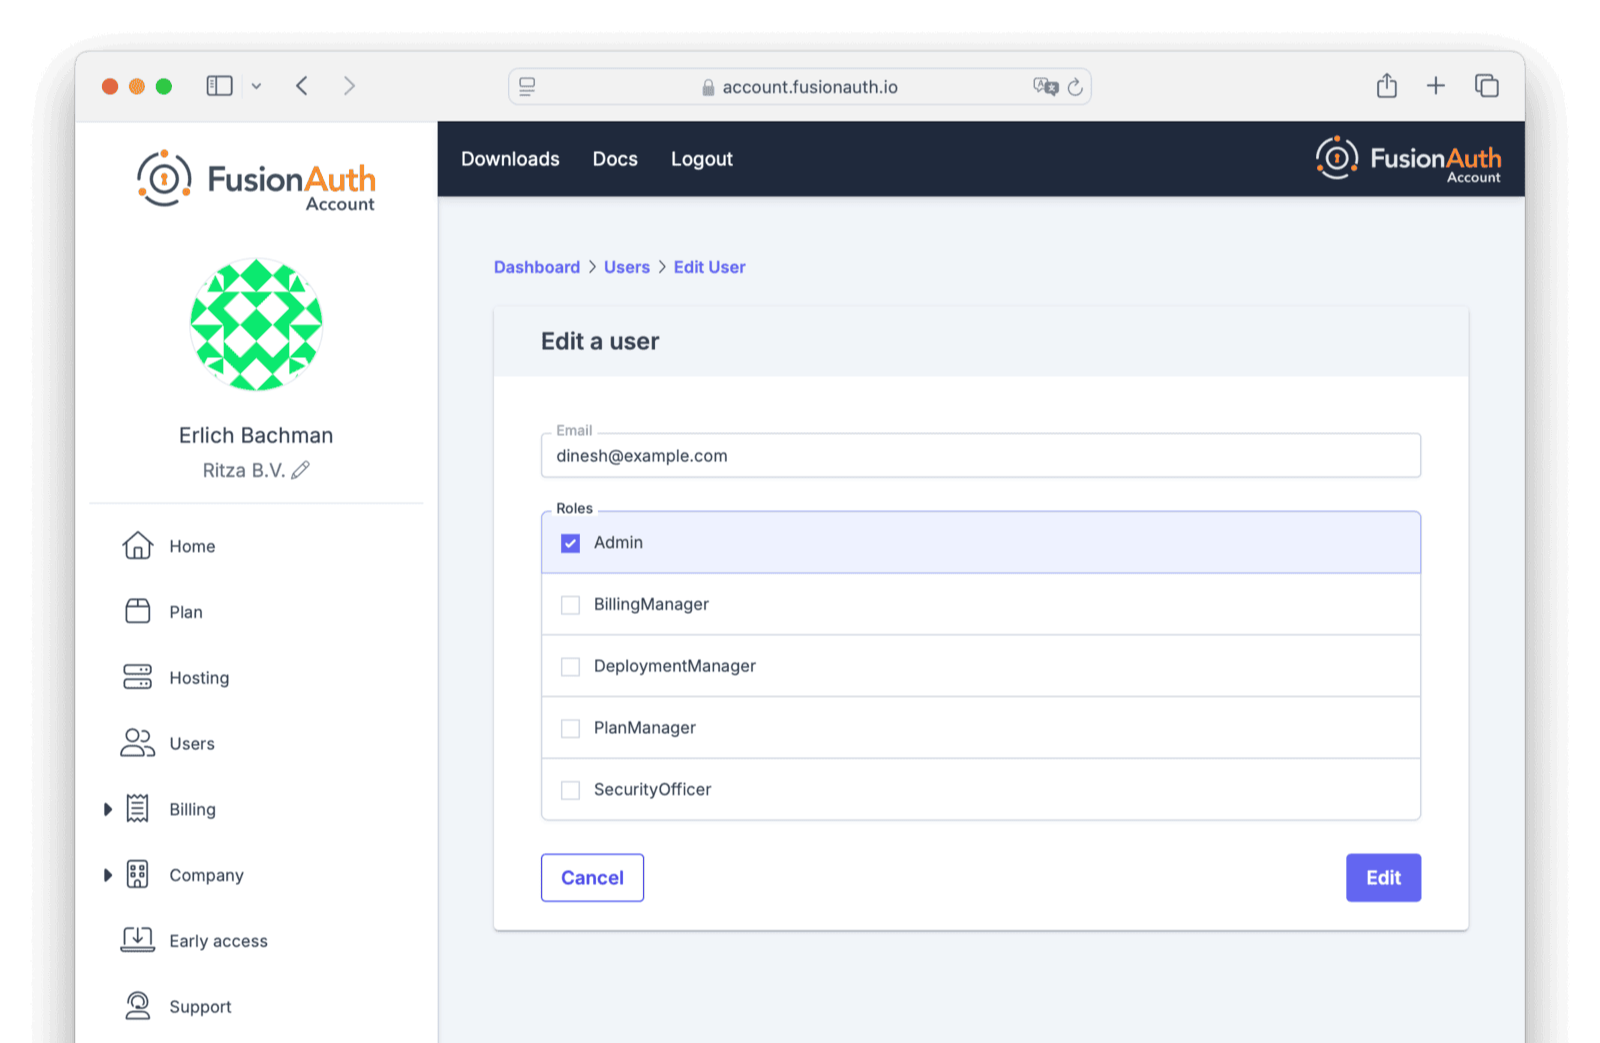 account.fusionauth.io
FusionAuth
Account
Downloads Docs Logout
FusionAuth
Account
Erlich Bachman
Ritza B.V.
Home
Plan
Hosting
Users
Billing
Company
Early access
Support
Dashboard > Users > Edit User
Edit a user
Email
dinesh@example.com
Roles
Admin
BillingManager
DeploymentManager
PlanManager
SecurityOfficer
Cancel Edit